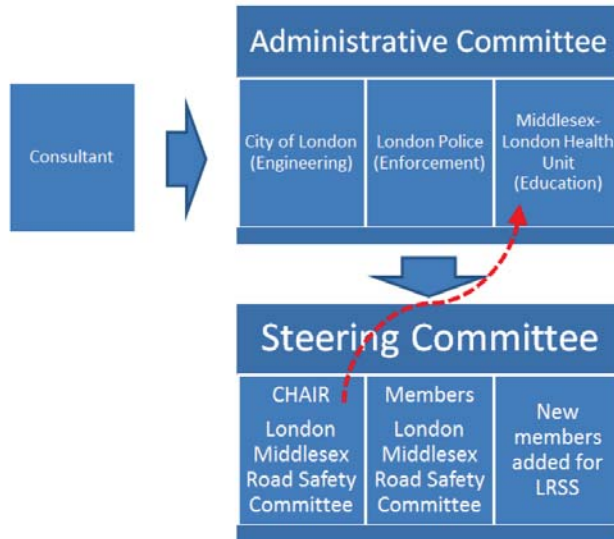 Administrative Committee
Consultant
City of London
(Engineering)
London Police
(Enforcement)
Middlesex-
London Health
Unit
(Education)
Steering Committee
CHAIR
London
Middlesex
Road Safety
Committee
Members
London
Middlesex
Road Safety
Committee
New
members
added for
LRSS